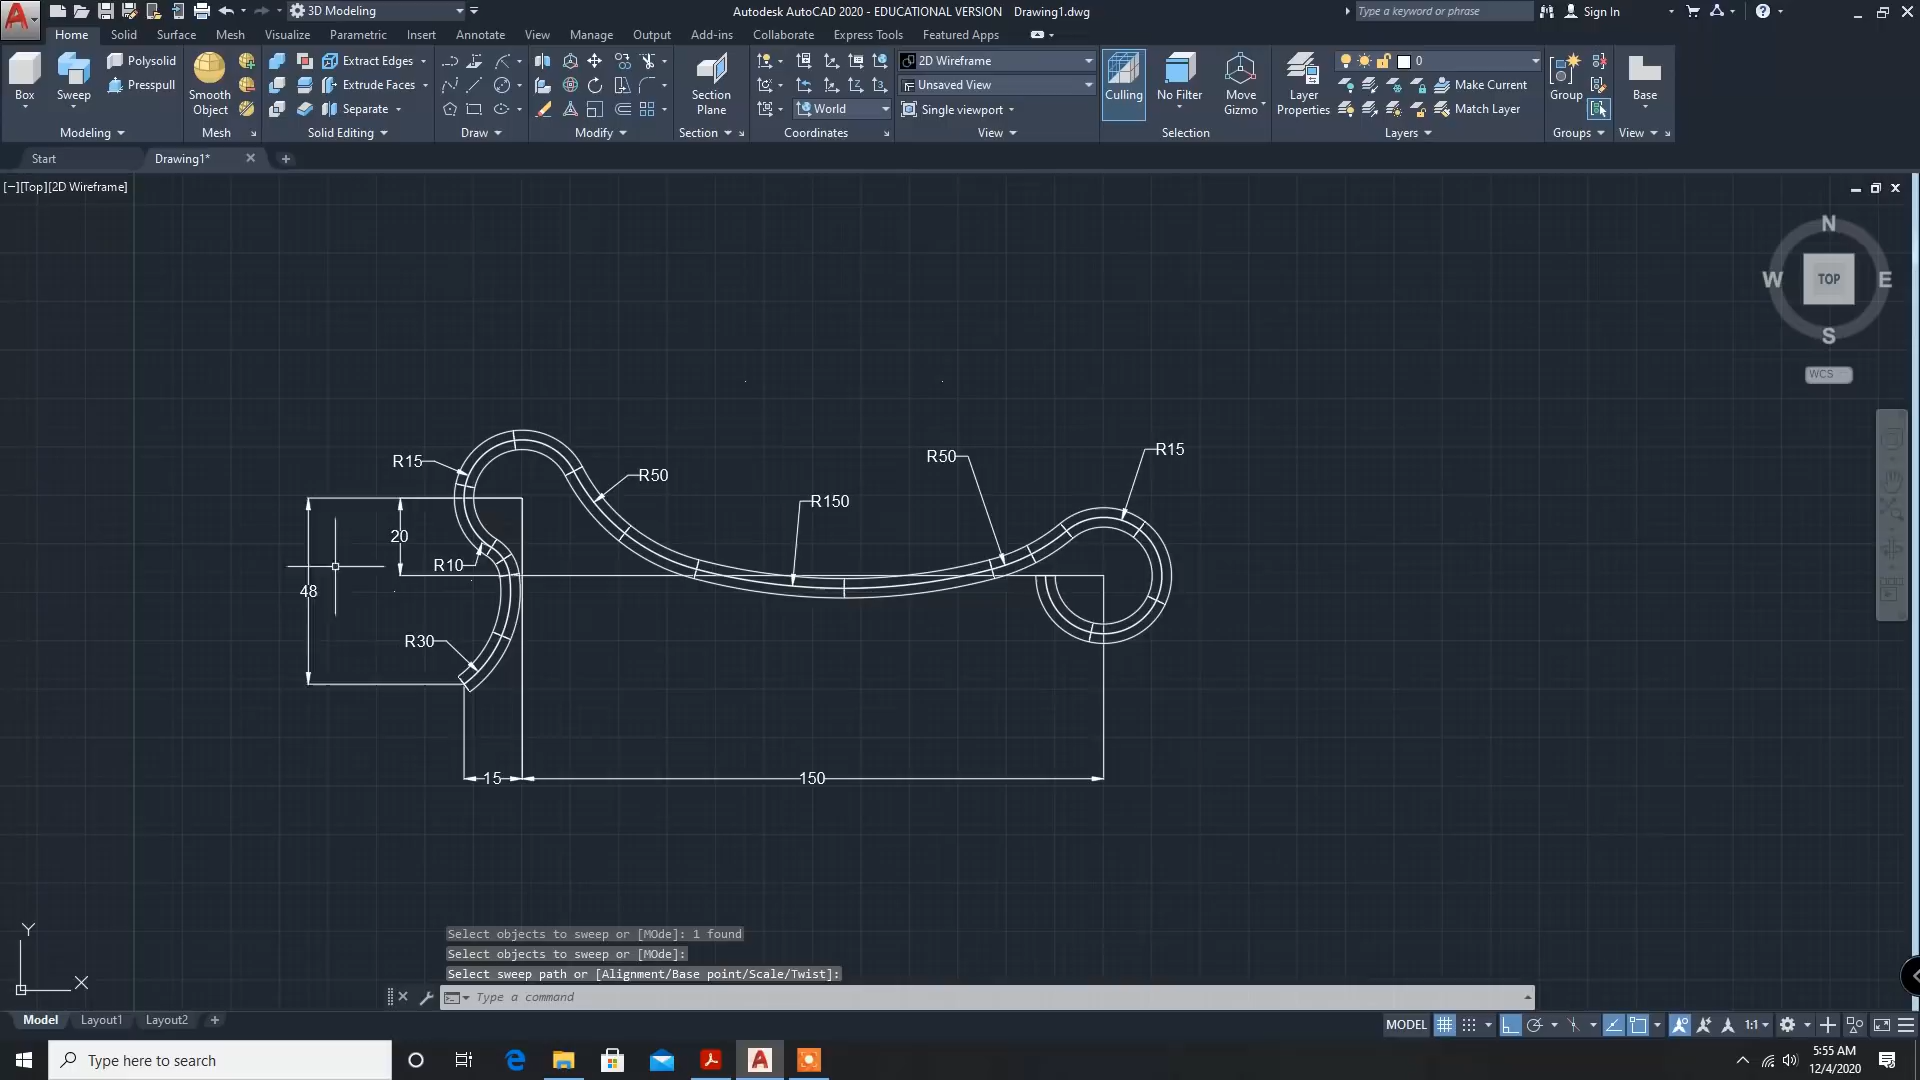 3D Modeling
Autodesk AutoCAD 2020 - EDUCATIONAL VERSION Drawing1.dwg
Type a keyword or phrase
Sign In
Home Solid Surface Mesh Visualize Parametric Insert Annotate View Manage Output Add-ins Collaborate Express Tools Featured Apps
Box
Sweep
Polysolid
Presspull
Modeling
Smooth
Object
Mesh
Extract Edges
Extrude Faces
Separate
Solid Editing
Draw
Modify
Section
Plane
Section
World
Coordinates
2D Wireframe
Unsaved View
Single viewport
View
Culling
No Filter
Move
Gizmo
Selection
Layer
Properties
0
Make Current
Match Layer
Layers
Group
Groups
Base
View
Start
Drawing1*
[−][Top][2D Wireframe]
N
W
TOP
E
S
WCS
R15
R50
R150
R50
R15
20
R10
48
R30
15
150
Y
X
Select objects to sweep or [MOde]: 1 found
Select objects to sweep or [MOde]:
Select sweep path or [Alignment/Base point/Scale/Twist]:
Type a command
Model Layout1 Layout2
MODEL
1:1
Type here to search
5:55 AM
12/4/2020